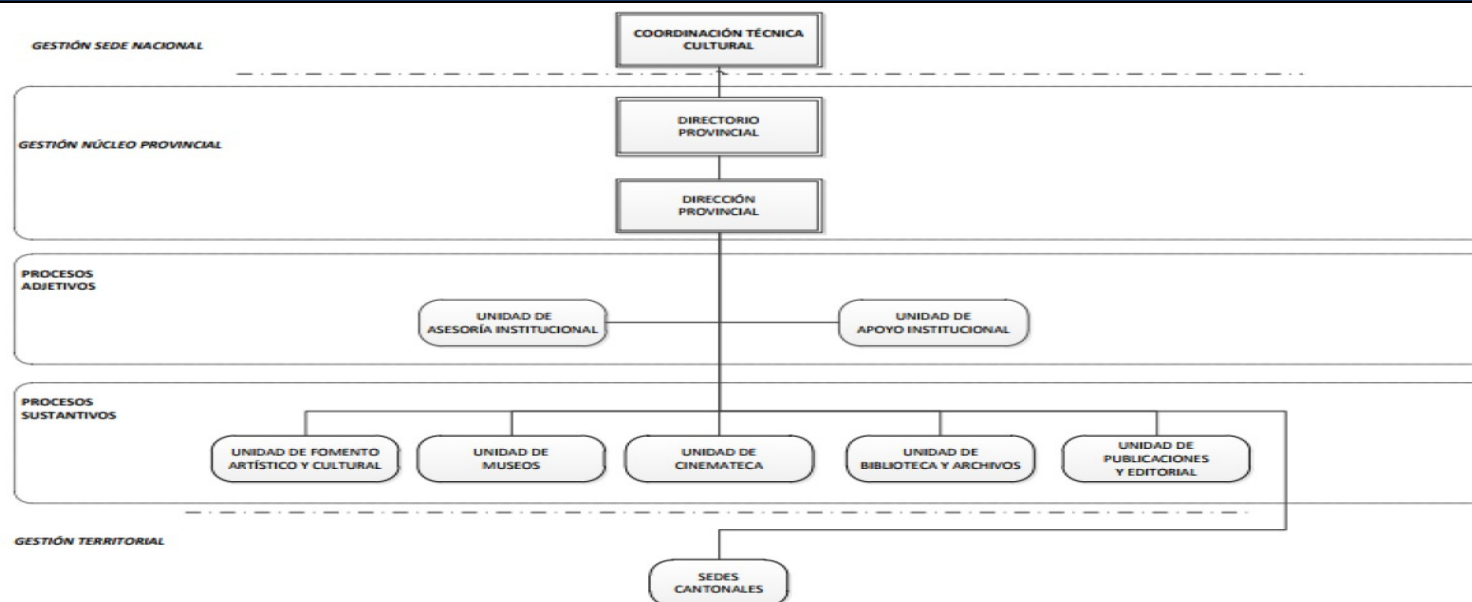 GESTIÓN SEDE NACIONAL
COORDINACIÓN TÉCNICA
CULTURAL
GESTIÓN NÚCLEO PROVINCIAL
DIRECTORIO
PROVINCIAL
DIRECCIÓN
PROVINCIAL
PROCESOS
ADJETIVOS
UNIDAD DE
ASESORÍA INSTITUCIONAL
UNIDAD DE
APOYO INSTITUCIONAL
PROCESOS
SUSTANTIVOS
UNIDAD DE FOMENTO
ARTÍSTICO Y CULTURAL
UNIDAD DE
MUSEOS
UNIDAD DE
CINEMATECA
UNIDAD DE
BIBLIOTECA Y ARCHIVOS
UNIDAD DE
PUBLICACIONES
Y EDITORIAL
GESTIÓN TERRITORIAL
SEDES
CANTONALES